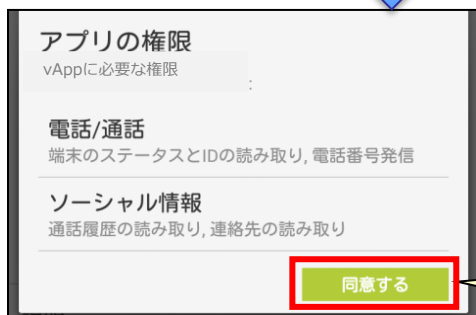 アプリの権限
vAppに必要な権限
:
電話/通話
端末のステータスとIDの読み取り, 電話番号発信
ソーシャル情報
通話履歴の読み取り, 連絡先の読み取り
同意する